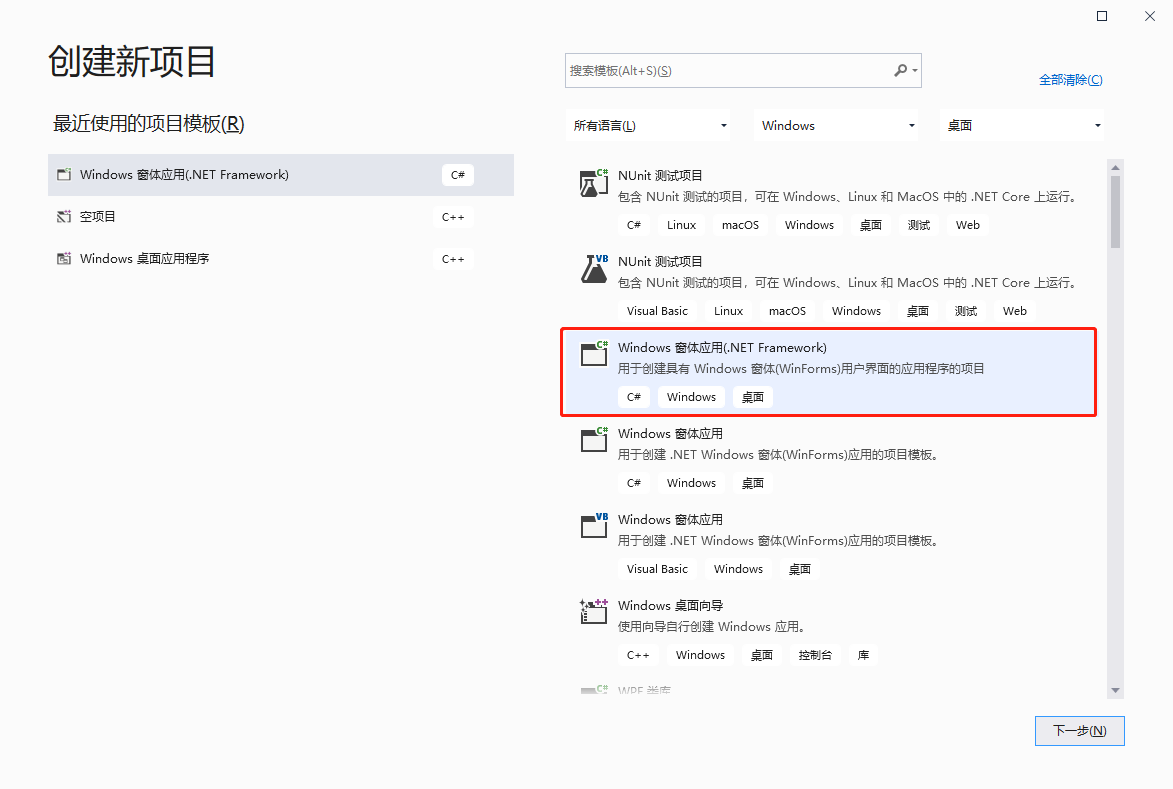 创建新项目
最近使用的项目模板(R)
Windows 窗体应用(.NET Framework) C#
空项目 C++
Windows 桌面应用程序 C++
搜索模板(Alt+S)(S)
全部清除(C)
所有语言(L) Windows 桌面
C#
NUnit 测试项目
包含 NUnit 测试的项目，可在 Windows、Linux 和 MacOS 中的 .NET Core 上运行。
C# Linux macOS Windows 桌面 测试 Web
VB
NUnit 测试项目
包含 NUnit 测试的项目，可在 Windows、Linux 和 MacOS 中的 .NET Core 上运行。
Visual Basic Linux macOS Windows 桌面 测试 Web
C#
Windows 窗体应用(.NET Framework)
用于创建具有 Windows 窗体(WinForms)用户界面的应用程序的项目
C# Windows 桌面
C#
Windows 窗体应用
用于创建 .NET Windows 窗体(WinForms)应用的项目模板。
C# Windows 桌面
VB
Windows 窗体应用
用于创建 .NET Windows 窗体(WinForms)应用的项目模板。
Visual Basic Windows 桌面
++
Windows 桌面向导
使用向导自行创建 Windows 应用。
C++ Windows 桌面 控制台 库
C#
WPF 类库
下一步(N)